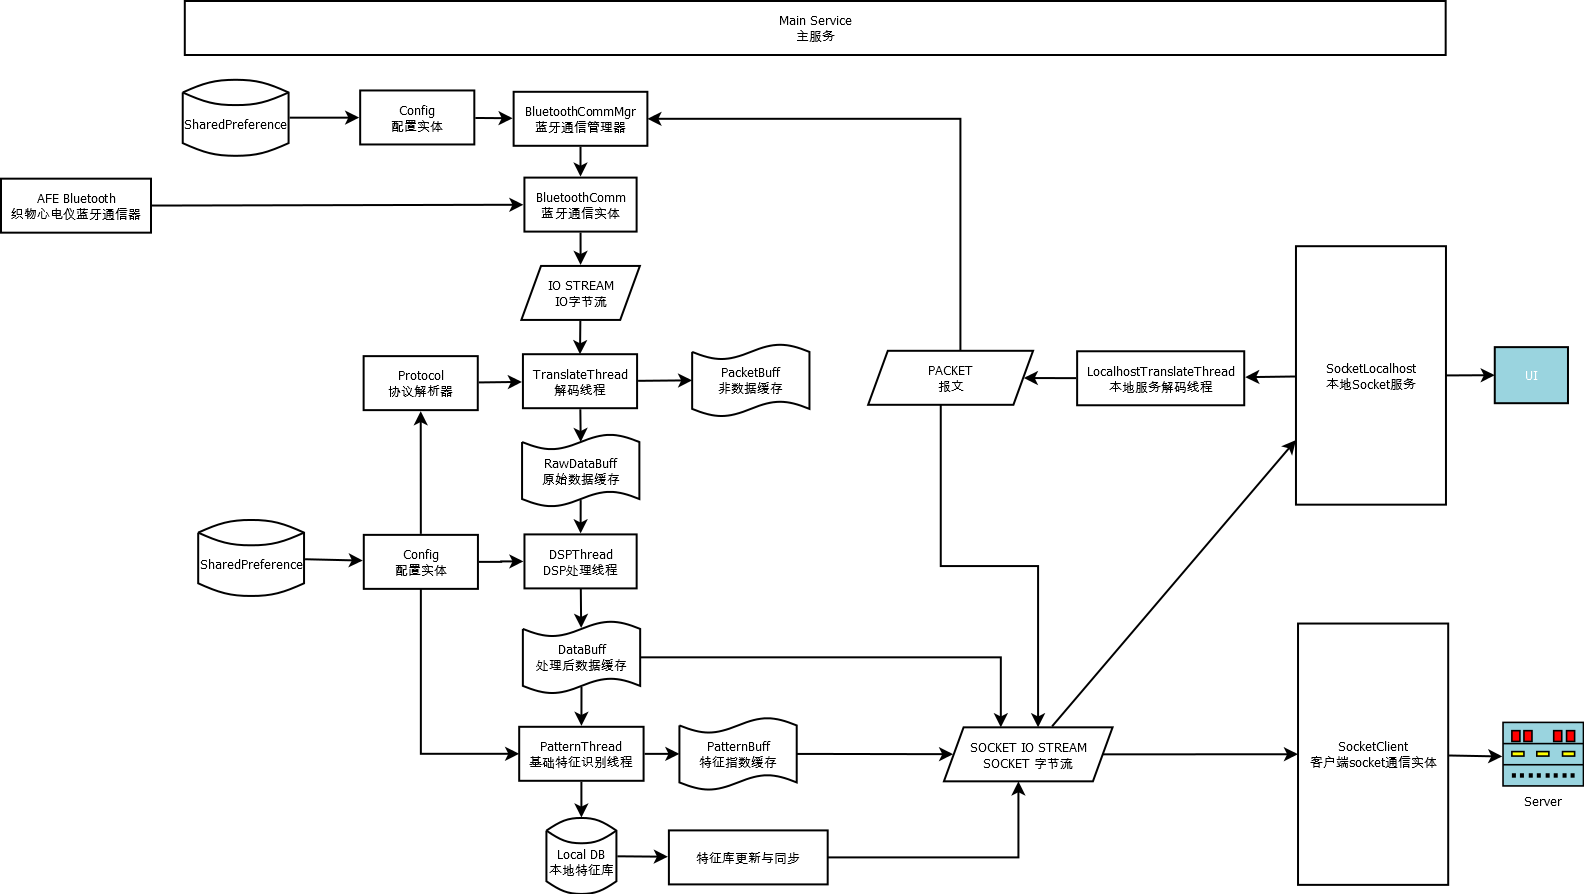 Main Service
主服务
SharedPreference
Config
配置实体
BluetoothCommMgr
蓝牙通信管理器
AFE Bluetooth
织物心电仪蓝牙通信器
BluetoothComm
蓝牙通信实体
IO STREAM
IO字节流
Protocol
协议解析器
TranslateThread
解码线程
PacketBuff
非数据缓存
PACKET
报文
LocalhostTranslateThread
本地服务解码线程
SocketLocalhost
本地Socket服务
UI
RawDataBuff
原始数据缓存
SharedPreference
Config
配置实体
DSPThread
DSP处理线程
DataBuff
处理后数据缓存
PatternThread
基础特征识别线程
PatternBuff
特征指数缓存
SOCKET IO STREAM
SOCKET 字节流
SocketClient
客户端socket通信实体
Server
Local DB
本地特征库
特征库更新与同步